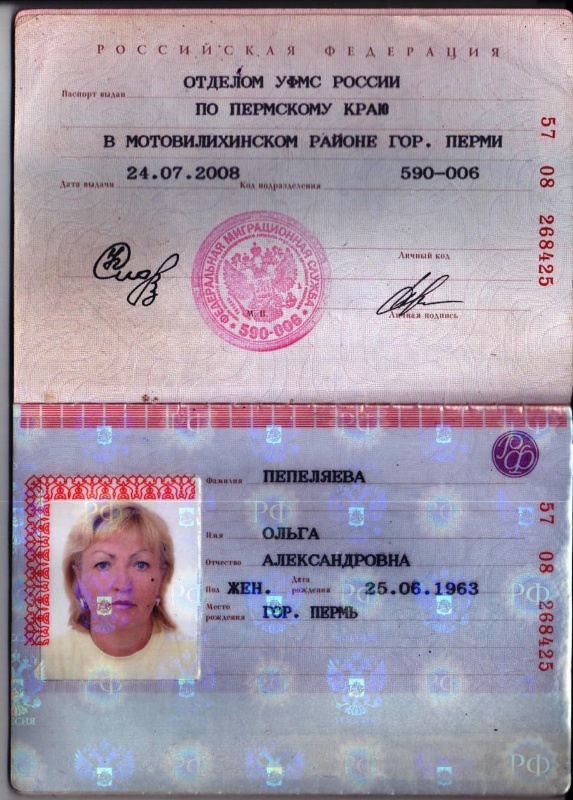 РОССИЙСКАЯ ФЕДЕРАЦИЯ
Паспорт выдан ОТДЕЛОМ УФМС РОССИИ
ПО ПЕРМСКОМУ КРАЮ
В МОТОВИЛИХИНСКОМ РАЙОНЕ ГОР. ПЕРМИ
Дата выдачи 24.07.2008 Код подразделения 590-006
57 08 268425
ФЕДЕРАЛЬНАЯ МИГРАЦИОННАЯ СЛУЖБА
590-006
М. П.
Личный код
Личная подпись
РФ
Фамилия ПЕПЕЛЯЕВА
Имя ОЛЬГА
Отчество АЛЕКСАНДРОВНА
Пол ЖЕН. Дата рождения 25.06.1963
Место рождения ГОР. ПЕРМЬ
57 08 268425